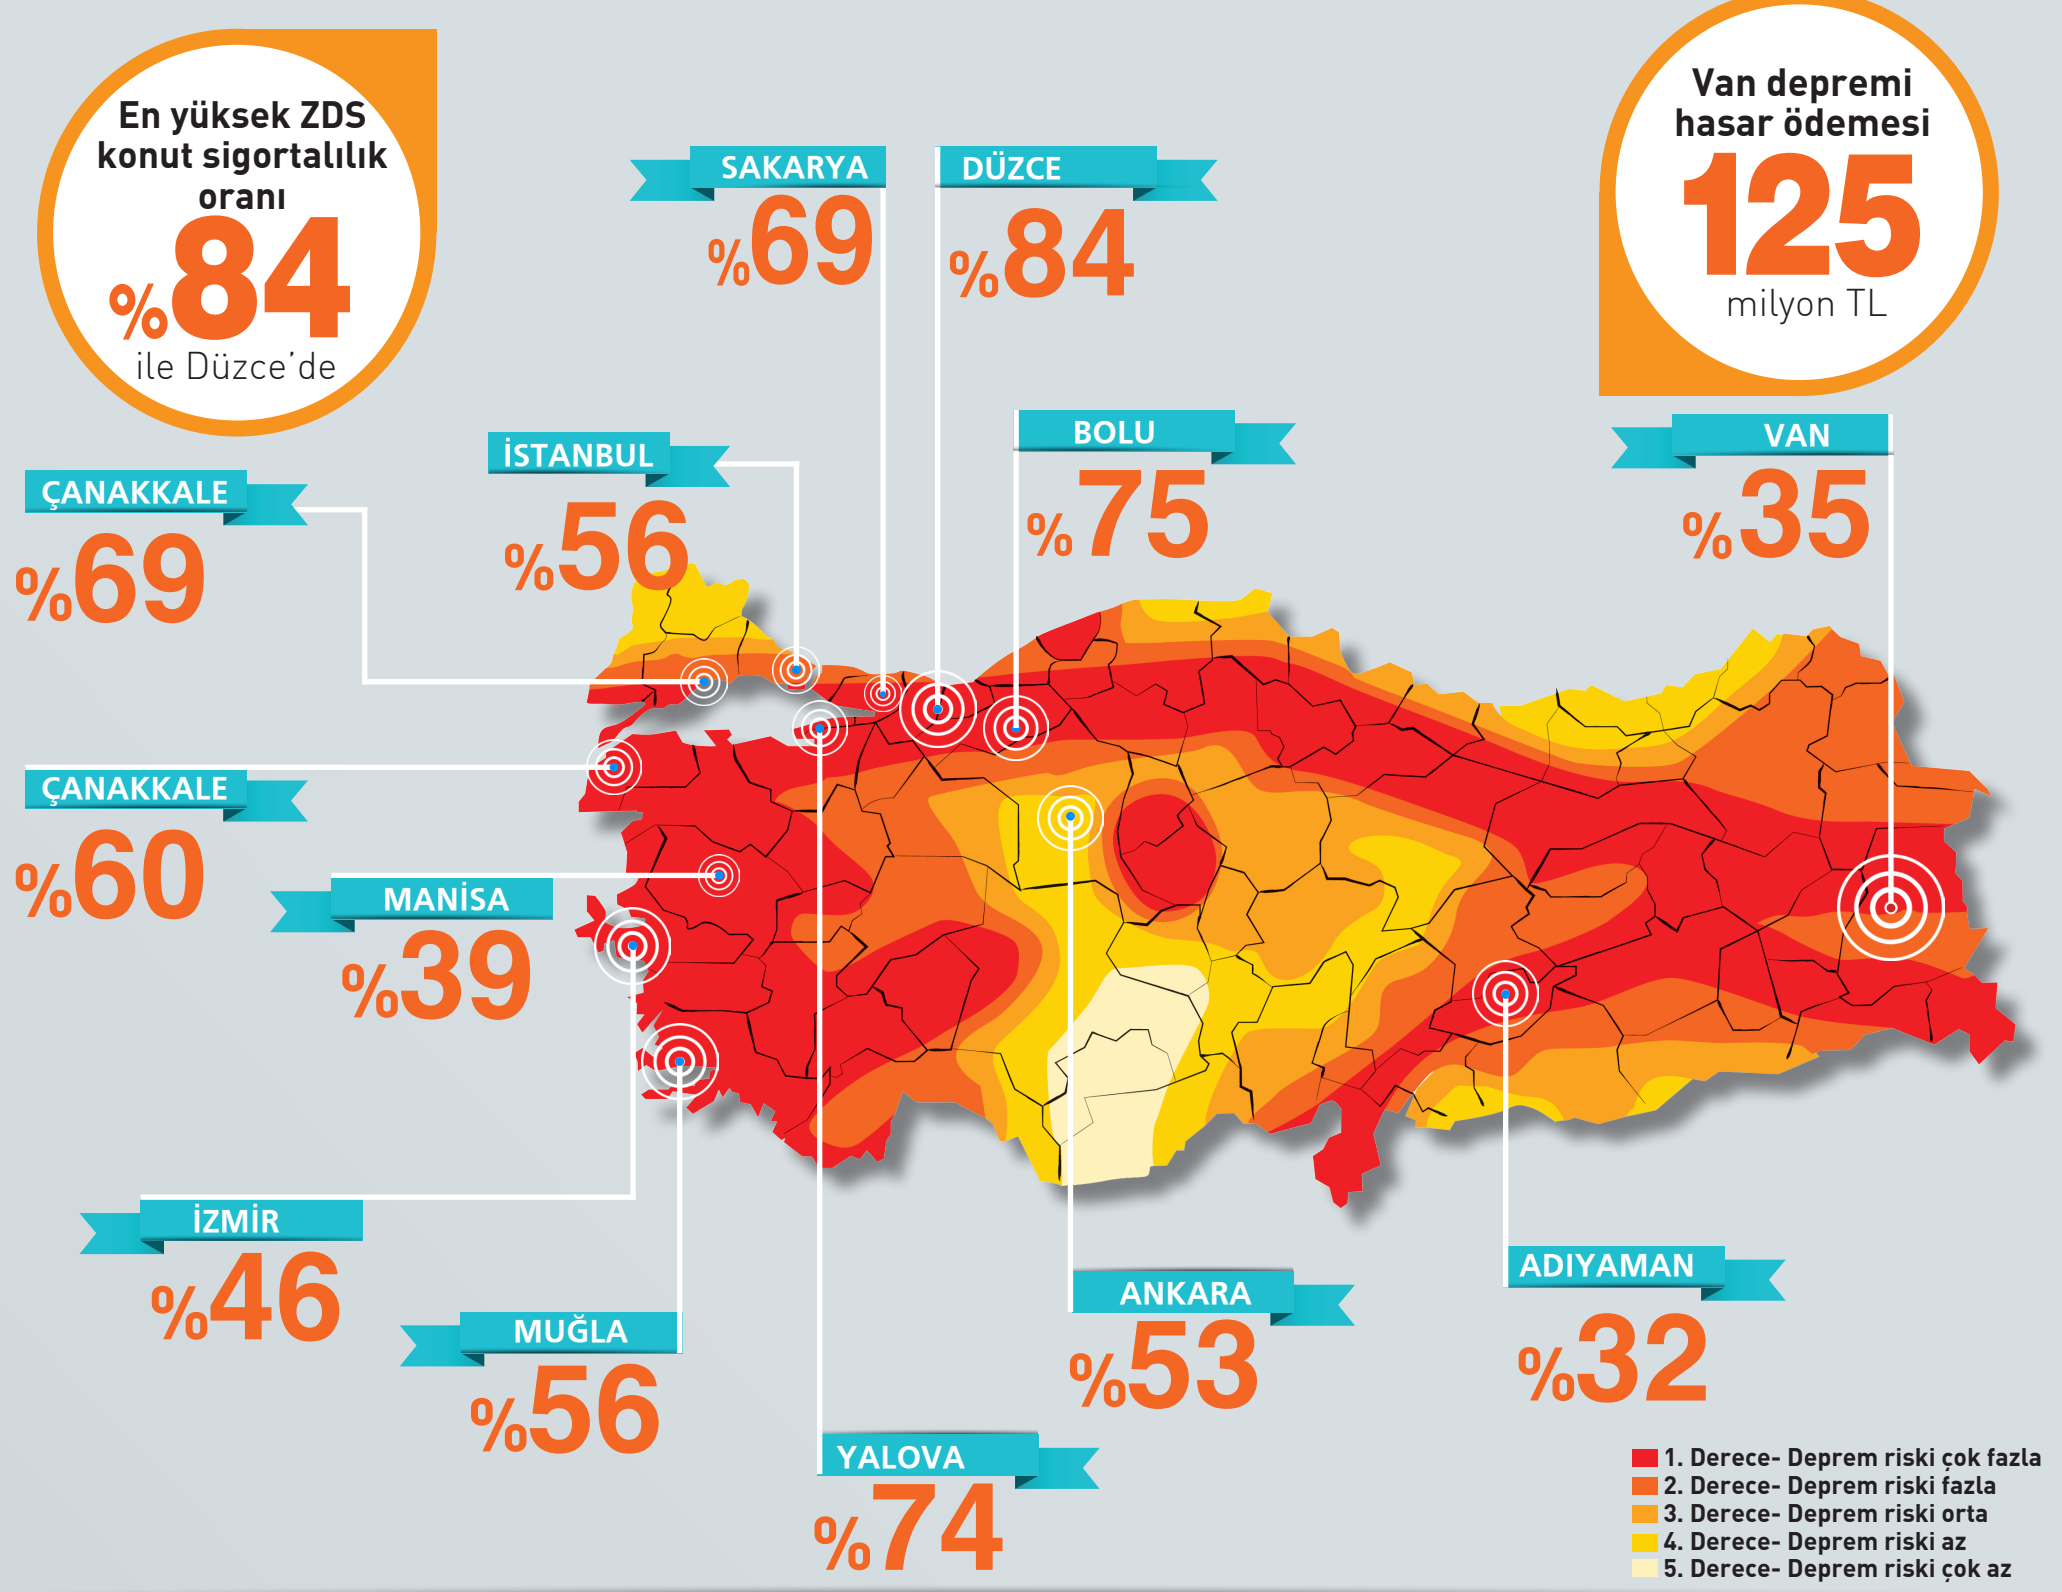 En yüksek ZDS
konut sigortalılık
oranı
%84
ile Düzce'de
Van depremi
hasar ödemesi
125
milyon TL
SAKARYA
%69
DÜZCE
%84
İSTANBUL
%56
BOLU
%75
VAN
%35
ÇANAKKALE
%69
ÇANAKKALE
%60
MANİSA
%39
İZMİR
%46
MUĞLA
%56
YALOVA
%74
ANKARA
%53
ADIYAMAN
%32
1. Derece- Deprem riski çok fazla
2. Derece- Deprem riski fazla
3. Derece- Deprem riski orta
4. Derece- Deprem riski az
5. Derece- Deprem riski çok az